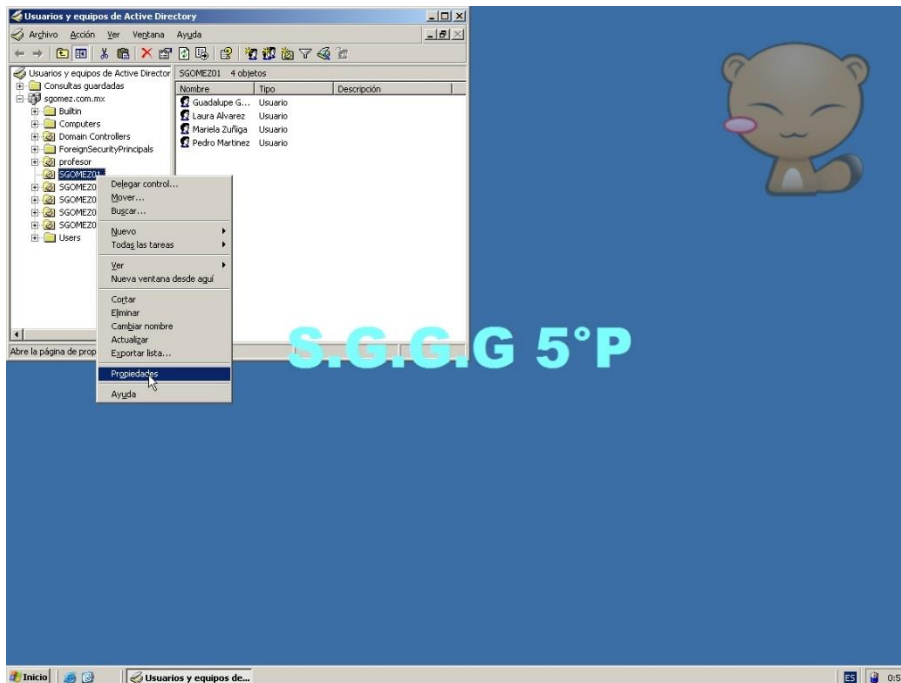 Usuarios y equipos de Active Directory
Archivo Acción Ver Ventana Ayuda
Usuarios y equipos de Active Director
Consultas guardadas
sgomez.com.mx
Builtin
Computers
Domain Controllers
ForeignSecurityPrincipals
profesor
SGOMEZ01
SGOMEZ0
SGOMEZ0
SGOMEZ0
SGOMEZ0
Users
SGOMEZ01 4 objetos
Nombre Tipo Descripción
Guadalupe G... Usuario
Laura Alvarez Usuario
Mariela Zuñiga Usuario
Pedro Martinez Usuario
Delegar control...
Mover...
Buscar...
Nuevo
Todas las tareas
Ver
Nueva ventana desde aquí
Cortar
Eliminar
Cambiar nombre
Actualizar
Exportar lista...
Propiedades
Ayuda
Abre la página de prop
S.G.G.G 5°P
Inicio
Usuarios y equipos de...
ES
0:5